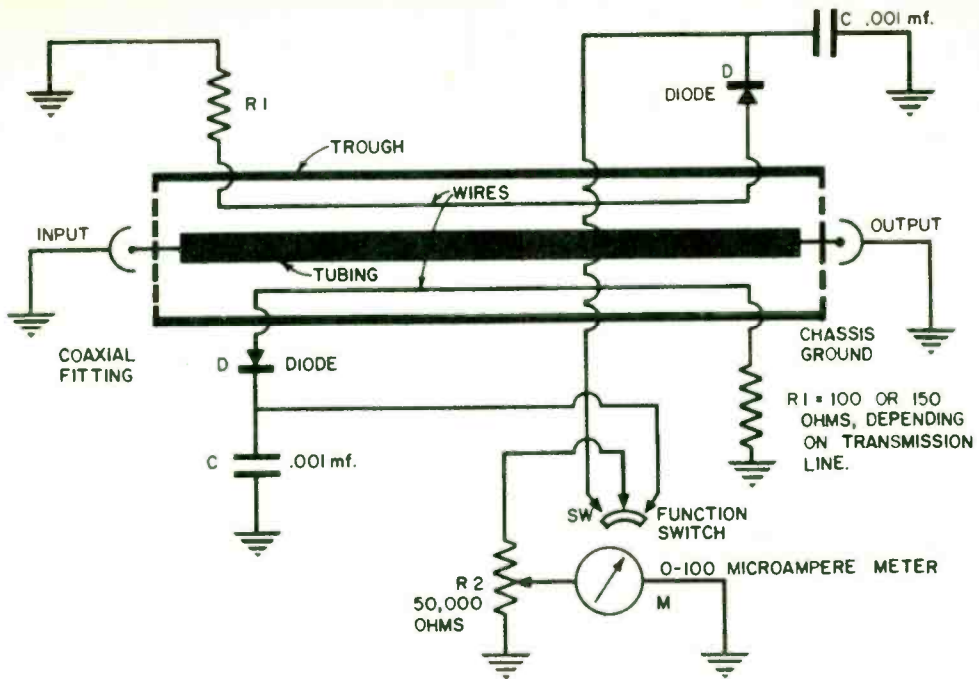 C .001 mf.
R1
D
DIODE
TROUGH
WIRES
INPUT
OUTPUT
TUBING
COAXIAL
FITTING
D DIODE
CHASSIS
GROUND
C .001 mf.
R1 = 100 OR 150
OHMS, DEPENDING
ON TRANSMISSION
LINE.
SW FUNCTION
SWITCH
R2
50,000
OHMS
0-100 MICROAMPERE METER
M